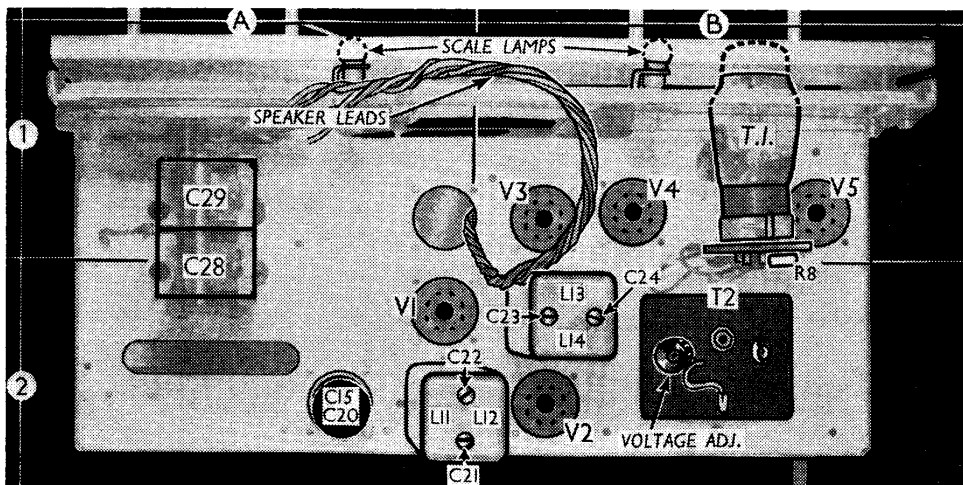 A
B
SCALE LAMPS
SPEAKER LEADS
1
T.I.
C29
V3
V4
V5
C28
R8
L13
C24
T2
V1
C23
L14
C22
2
C15
C20
L11
L12
V2
VOLTAGE ADJ.
C21